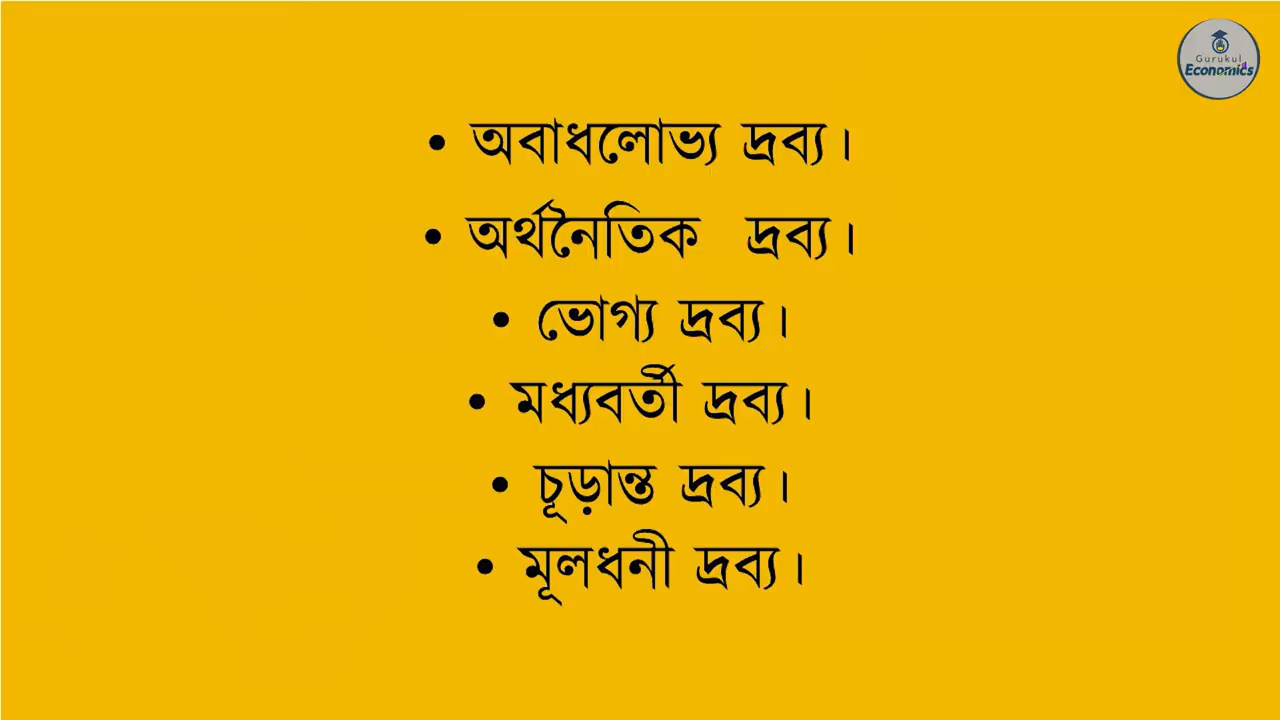 Gurukul
Economics
• অবাধলোভ্য দ্রব্য।
• অর্থনৈতিক দ্রব্য।
• ভোগ্য দ্রব্য।
• মধ্যবর্তী দ্রব্য।
• চূড়ান্ত দ্রব্য।
• মূলধনী দ্রব্য।